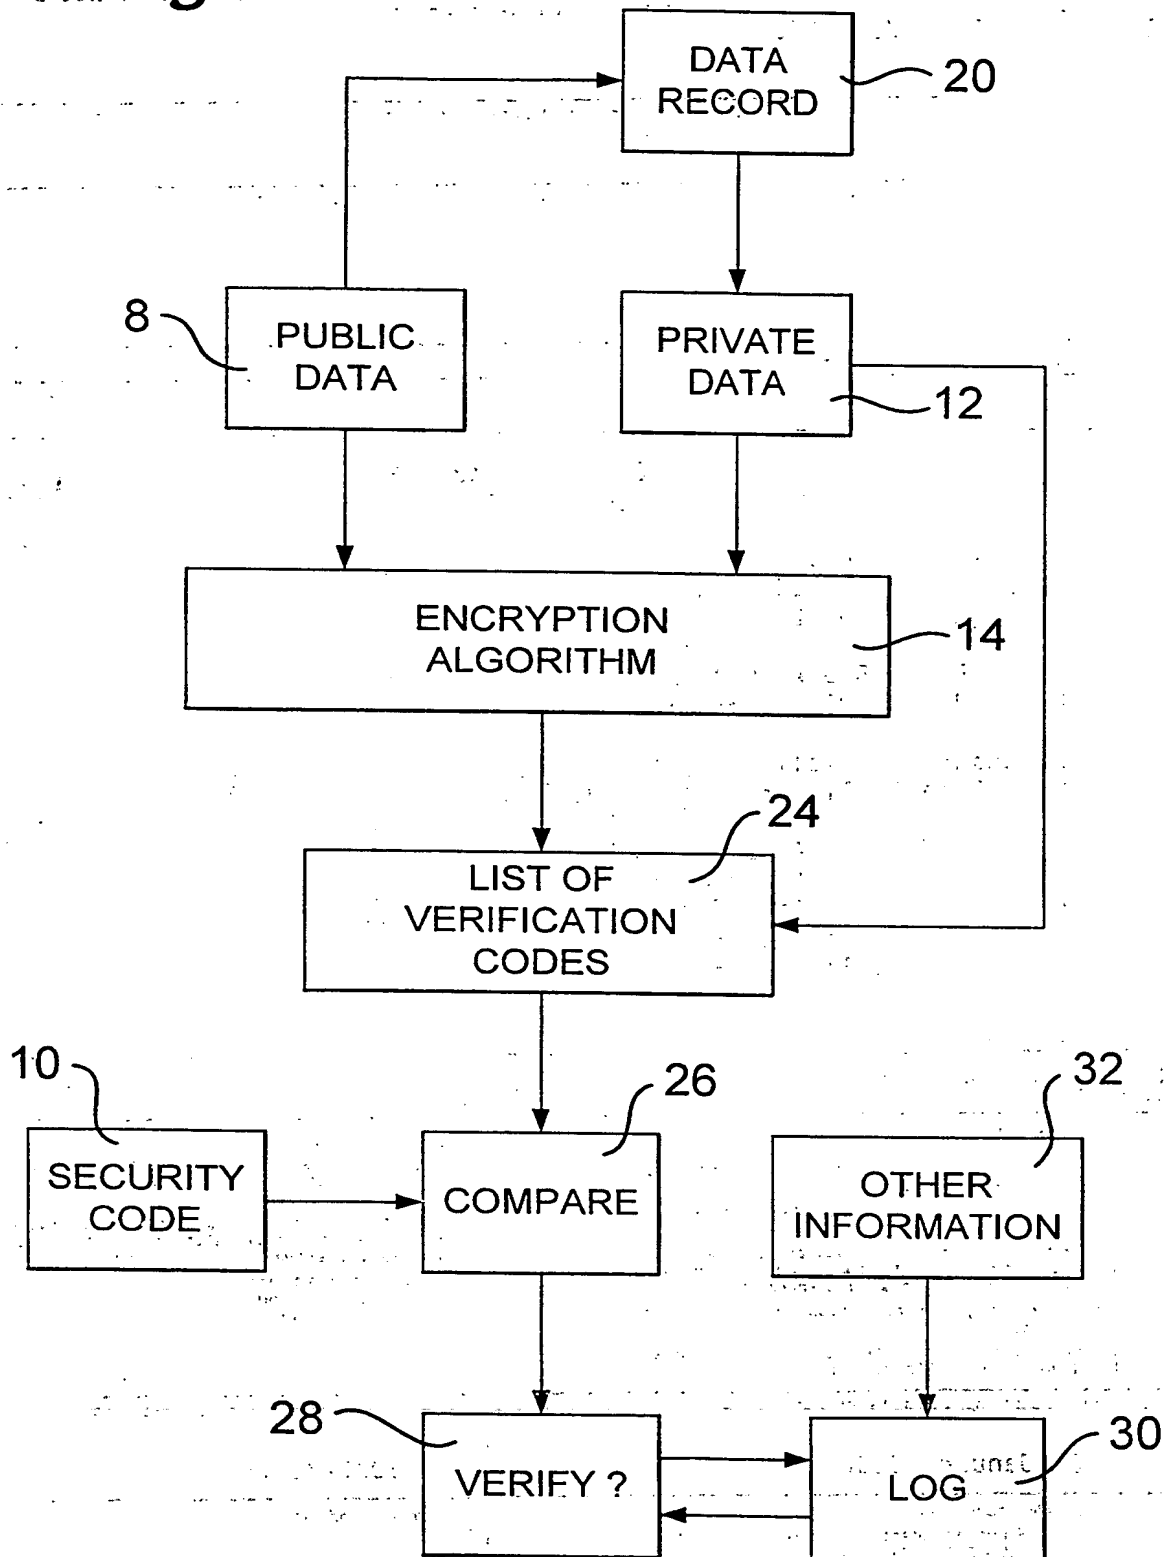 DATA
RECORD
20
8
PUBLIC
DATA
PRIVATE
DATA
12
ENCRYPTION
ALGORITHM
14
24
LIST OF
VERIFICATION
CODES
10
26
32
SECURITY
CODE
COMPARE
OTHER
INFORMATION
28
VERIFY ?
30
LOG